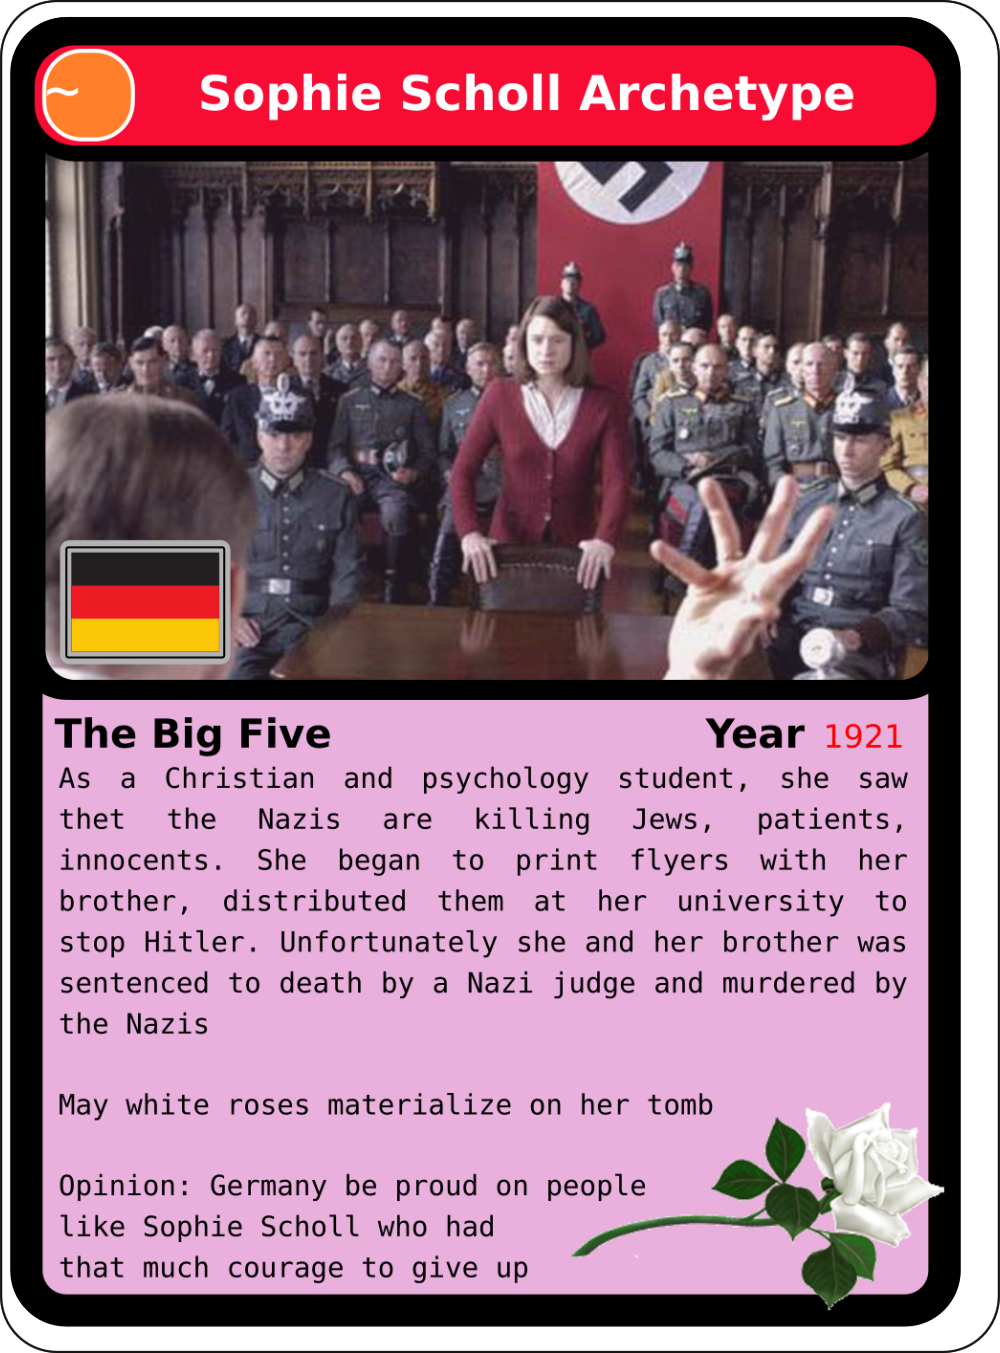 ~
Sophie Scholl Archetype
The Big Five
Year 1921
As a Christian and psychology student, she saw
thet the Nazis are killing Jews, patients,
innocents. She began to print flyers with her
brother, distributed them at her university to
stop Hitler. Unfortunately she and her brother was
sentenced to death by a Nazi judge and murdered by
the Nazis
May white roses materialize on her tomb
Opinion: Germany be proud on people
like Sophie Scholl who had
that much courage to give up